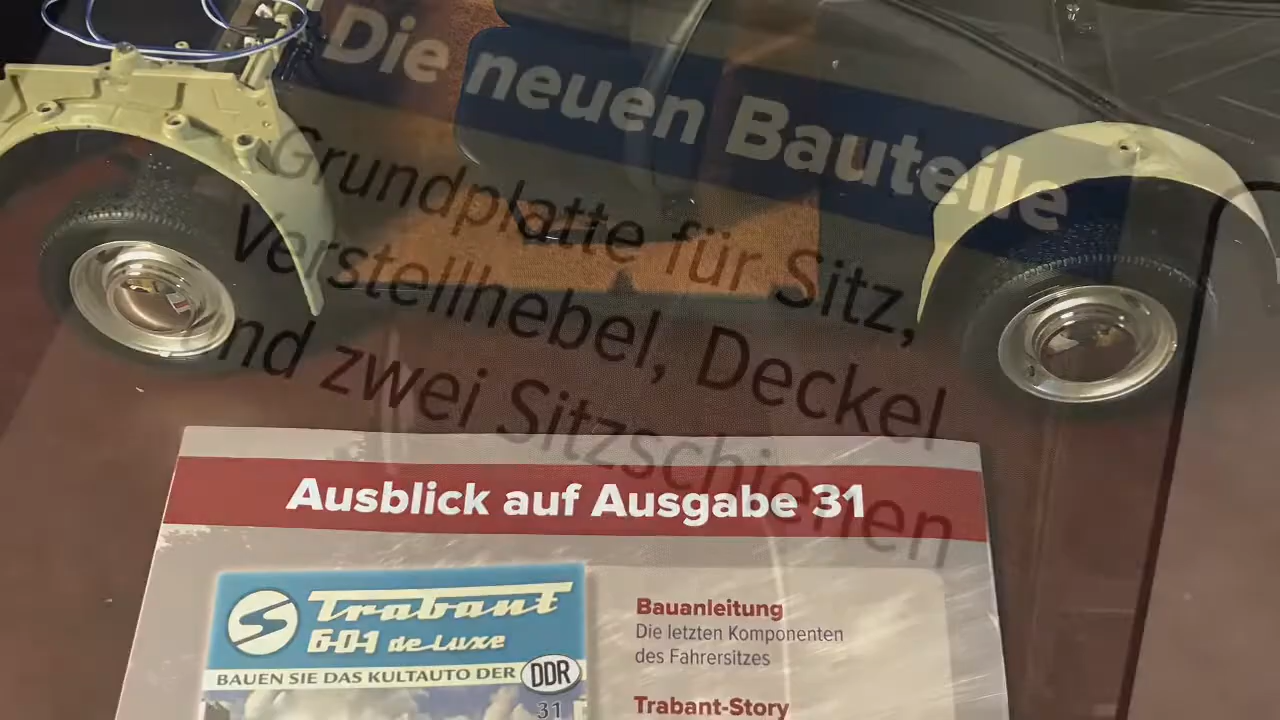 Die neuen Bauteile
Grundplatte für Sitz,
Verstellhebel, Deckel
nd zwei Sitzschienen
Ausblick auf Ausgabe 31
Trabant
601 de Luxe
BAUEN SIE DAS KULTAUTO DER DDR
31
Bauanleitung
Die letzten Komponenten
des Fahrersitzes
Trabant-Story